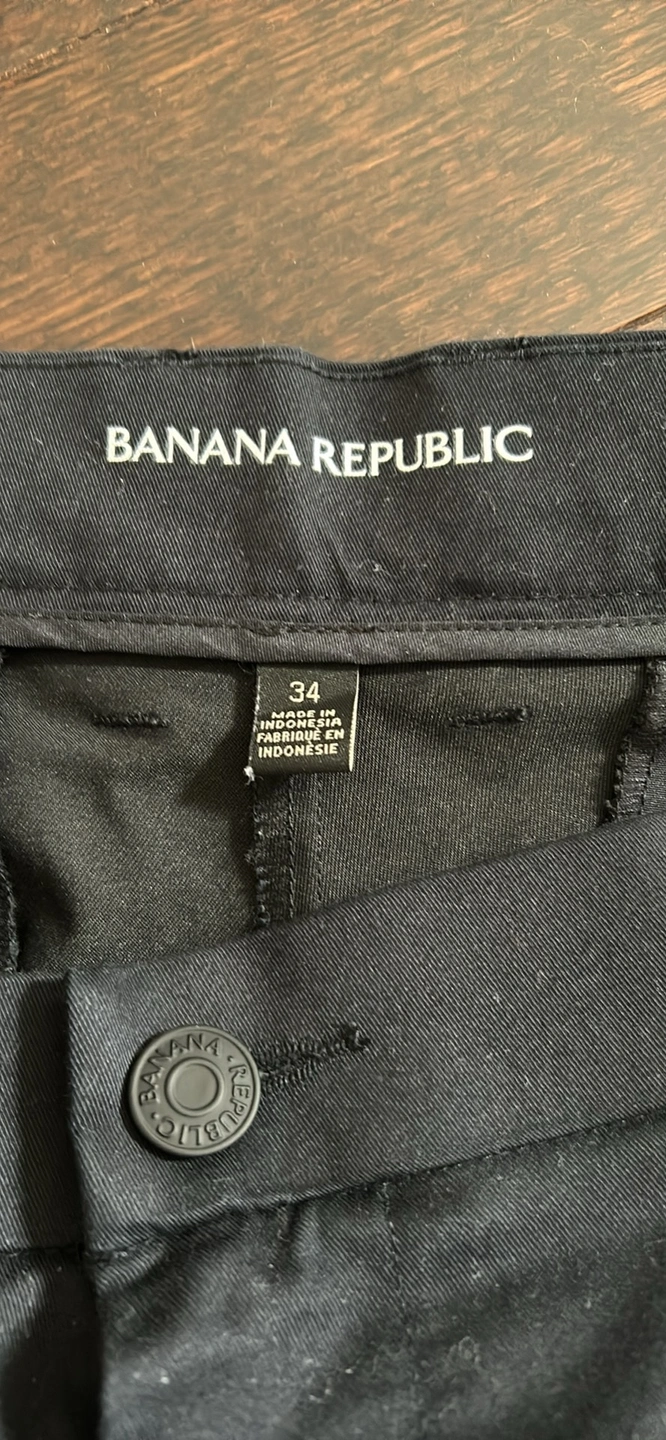 BANANA REPUBLIC
34
MADE IN
INDONESIA
FABRIQUÉ EN
INDONÉSIE
BANANA · REPUBLIC ·